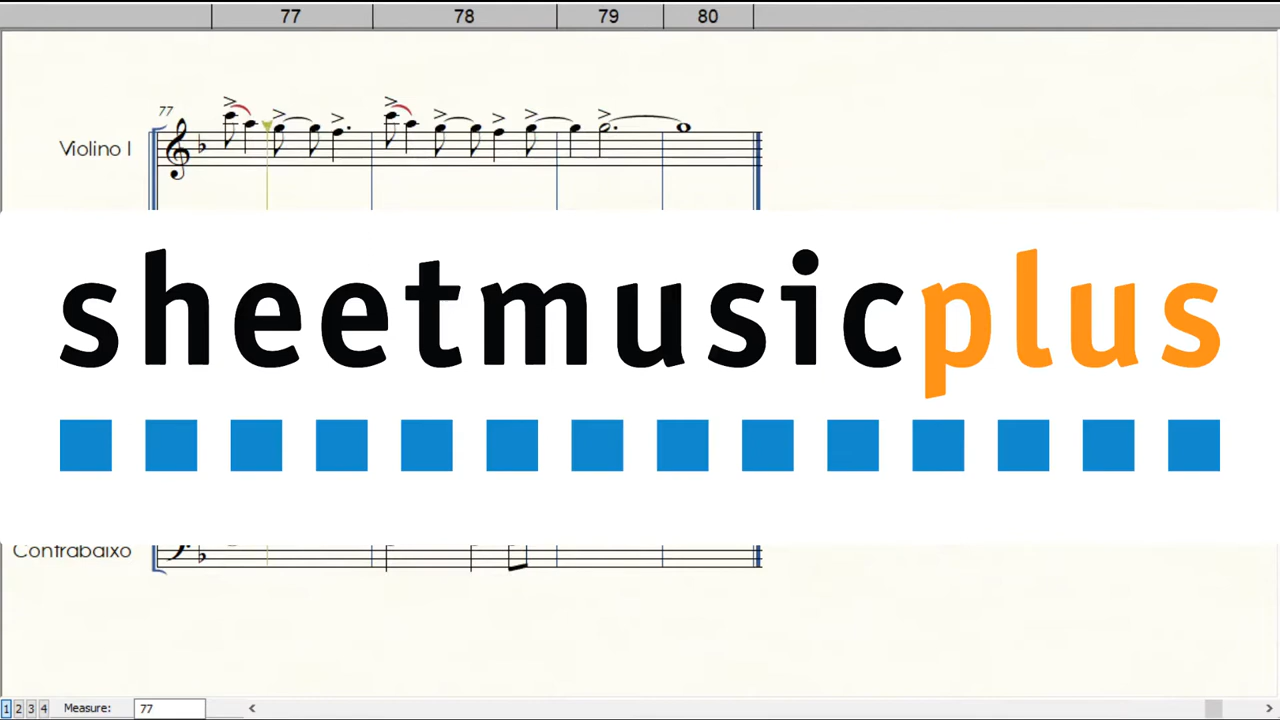 77 78 79 80
77
Violino I
sheetmusicplus
Contrabaixo
1 2 3 4 Measure: 77